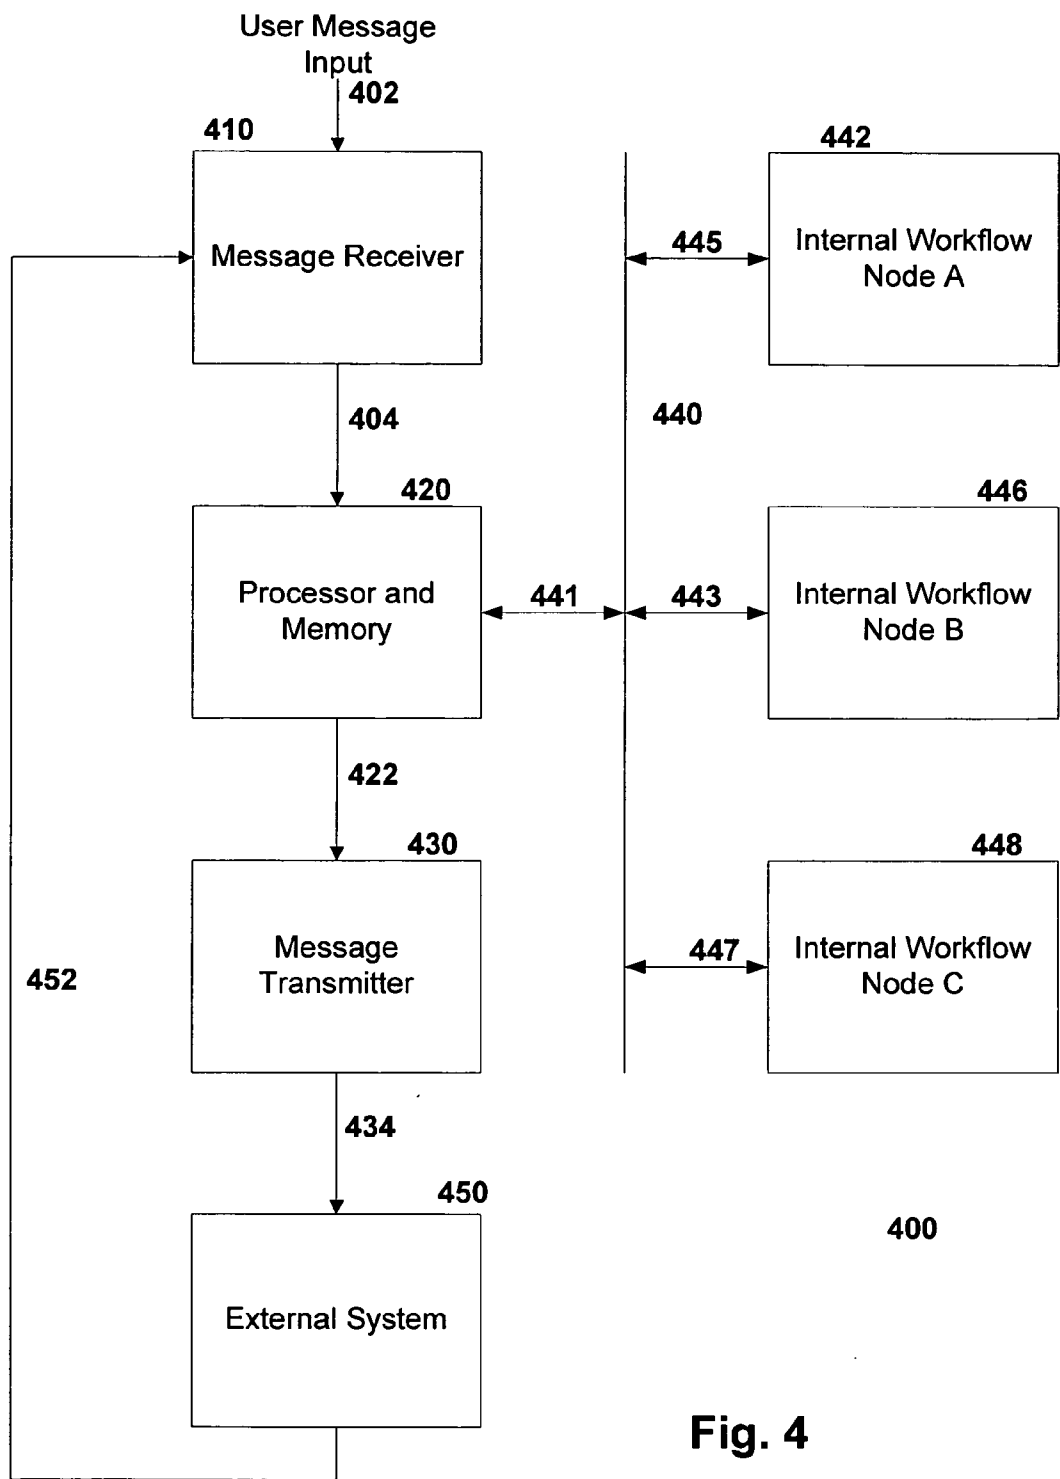 User Message
Input
402
410
442
Message Receiver
445
Internal Workflow
Node A
404
440
420
446
Processor and
Memory
441
443
Internal Workflow
Node B
422
430
448
Message
Transmitter
447
Internal Workflow
Node C
452
434
450
400
External System
Fig. 4